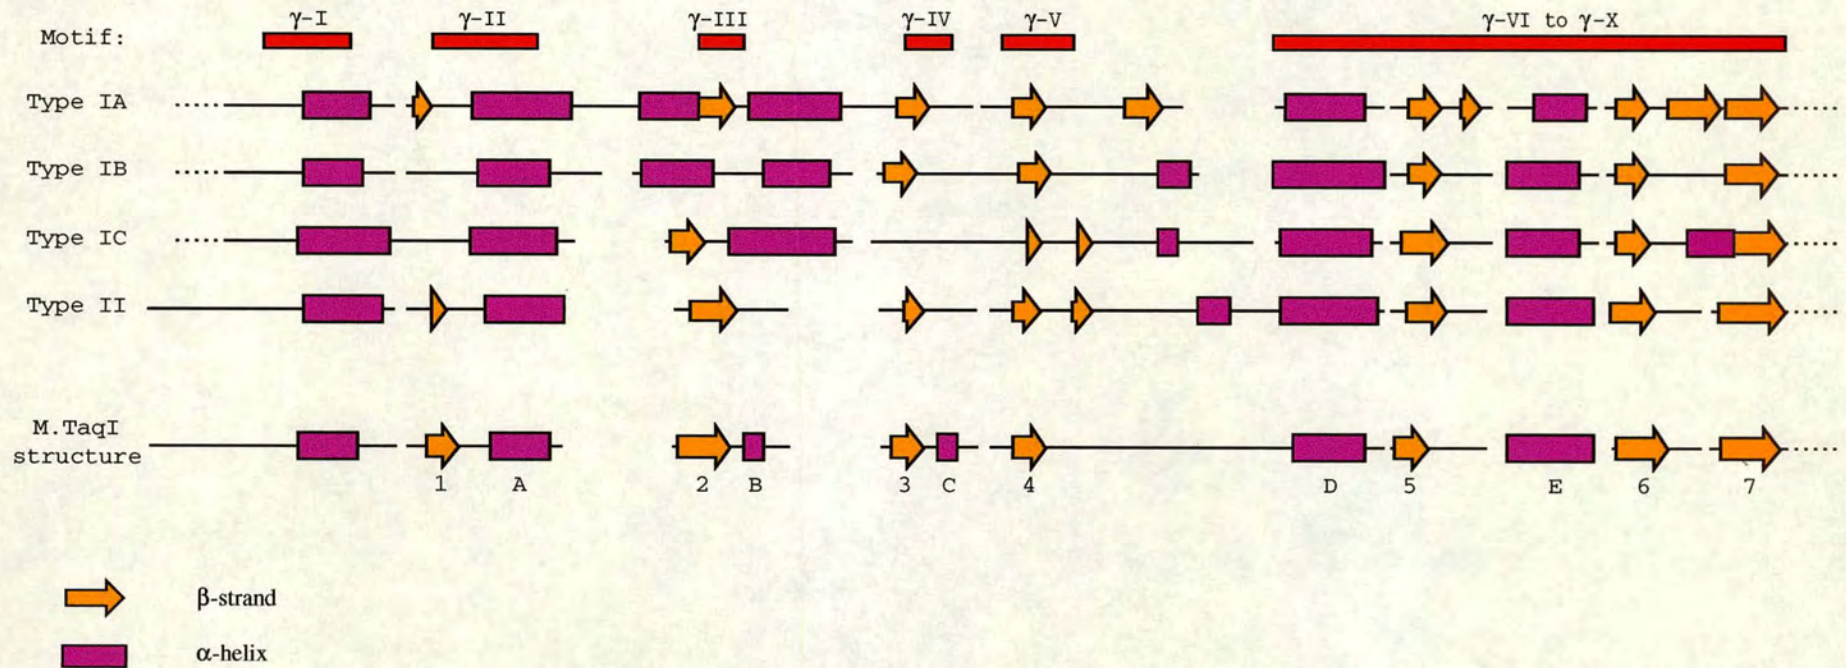 γ-I γ-II γ-III γ-IV γ-V γ-VI to γ-X
Motif:
Type IA
Type IB
Type IC
Type II
M.TaqI
structure
1 A 2 B 3 C 4 D 5 E 6 7
β-strand
α-helix